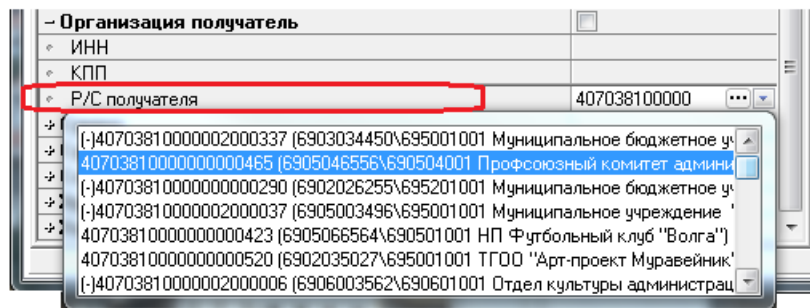 Организация получатель
ИНН
КПП
Р/С получателя 407038100000
(-)40703810000002000337 (6903034450\695001001 Муниципальное бюджетное
40703810000000000465 (6905046556\690504001 Профсоюзный комитет админи
(-)40703810000000000290 (6902026255\695201001 Муниципальное бюджетное
(-)40703810000002000037 (6905003496\695001001 Муниципальное учреждение "
40703810000000000423 (6905066564\690501001 НП Футбольный клуб "Волга")
40703810000000000520 (6902035027\695001001 ТГОО "Арт-проект Муравейник"
(-)40703810000002000006 (6906003562\690601001 Отдел культуры администрац